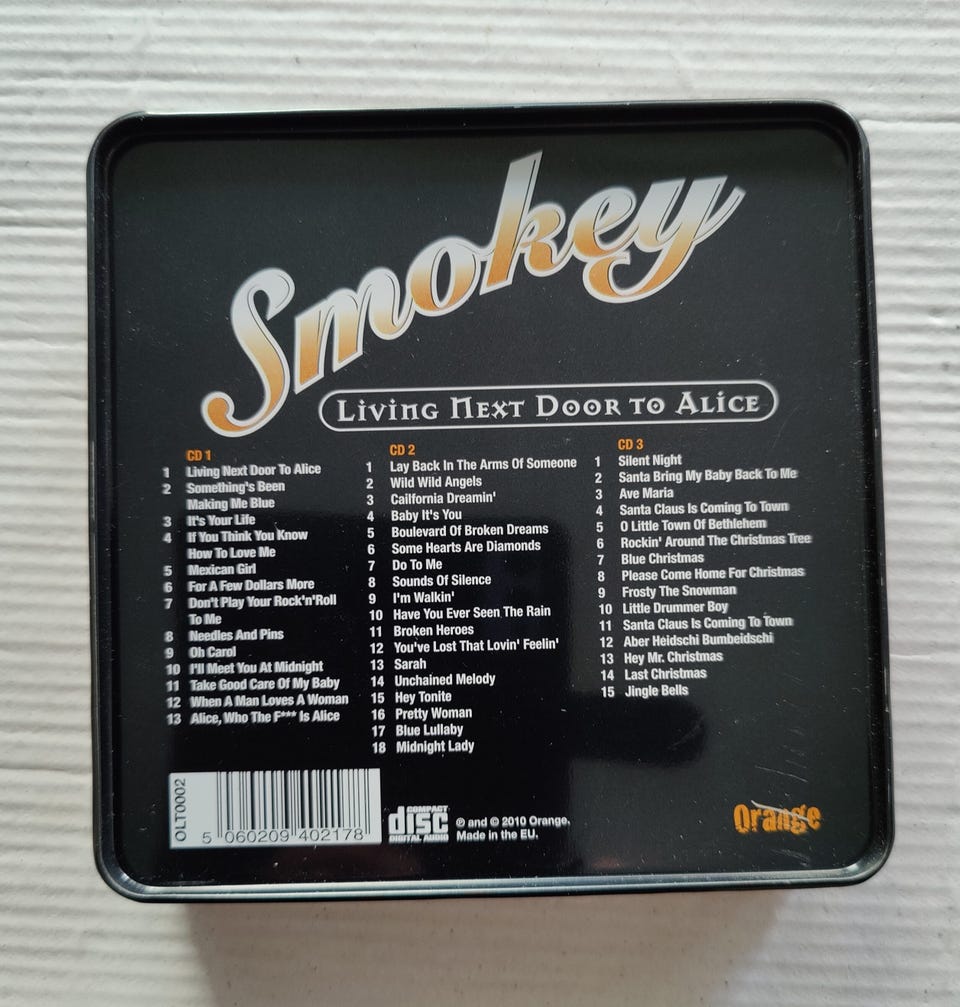 Smokey
Living Next Door to Alice
CD 1
1 Living Next Door To Alice
2 Something's Been
Making Me Blue
3 It's Your Life
4 If You Think You Know
How To Love Me
5 Mexican Girl
6 For A Few Dollars More
7 Don't Play Your Rock'n'Roll
To Me
8 Needles And Pins
9 Oh Carol
10 I'll Meet You At Midnight
11 Take Good Care Of My Baby
12 When A Man Loves A Woman
13 Alice, Who The F*** Is Alice
CD 2
1 Lay Back In The Arms Of Someone
2 Wild Wild Angels
3 Cailfornia Dreamin'
4 Baby It's You
5 Boulevard Of Broken Dreams
6 Some Hearts Are Diamonds
7 Do To Me
8 Sounds Of Silence
9 I'm Walkin'
10 Have You Ever Seen The Rain
11 Broken Heroes
12 You've Lost That Lovin' Feelin'
13 Sarah
14 Unchained Melody
15 Hey Tonite
16 Pretty Woman
17 Blue Lullaby
18 Midnight Lady
CD 3
1 Silent Night
2 Santa Bring My Baby Back To Me
3 Ave Maria
4 Santa Claus Is Coming To Town
5 O Little Town Of Bethlehem
6 Rockin' Around The Christmas Tree
7 Blue Christmas
8 Please Come Home For Christmas
9 Frosty The Snowman
10 Little Drummer Boy
11 Santa Claus Is Coming To Town
12 Aber Heidschi Bumbeidschi
13 Hey Mr. Christmas
14 Last Christmas
15 Jingle Bells
OLT0002
5 060209 402178
COMPACT
disc
DIGITAL AUDIO
℗ and © 2010 Orange.
Made in the EU.
Orange